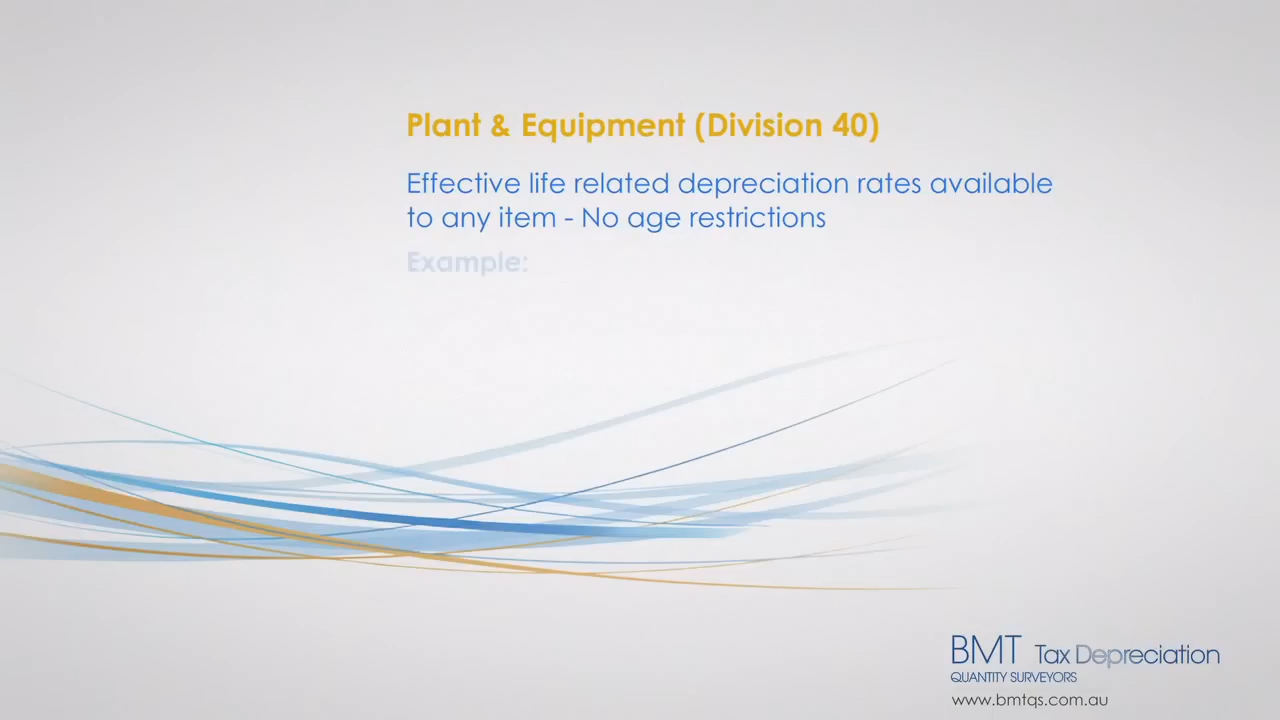 Plant & Equipment (Division 40)
Effective life related depreciation rates available
to any item - No age restrictions
Example:
BMT Tax Depreciation
QUANTITY SURVEYORS
www.bmtqs.com.au